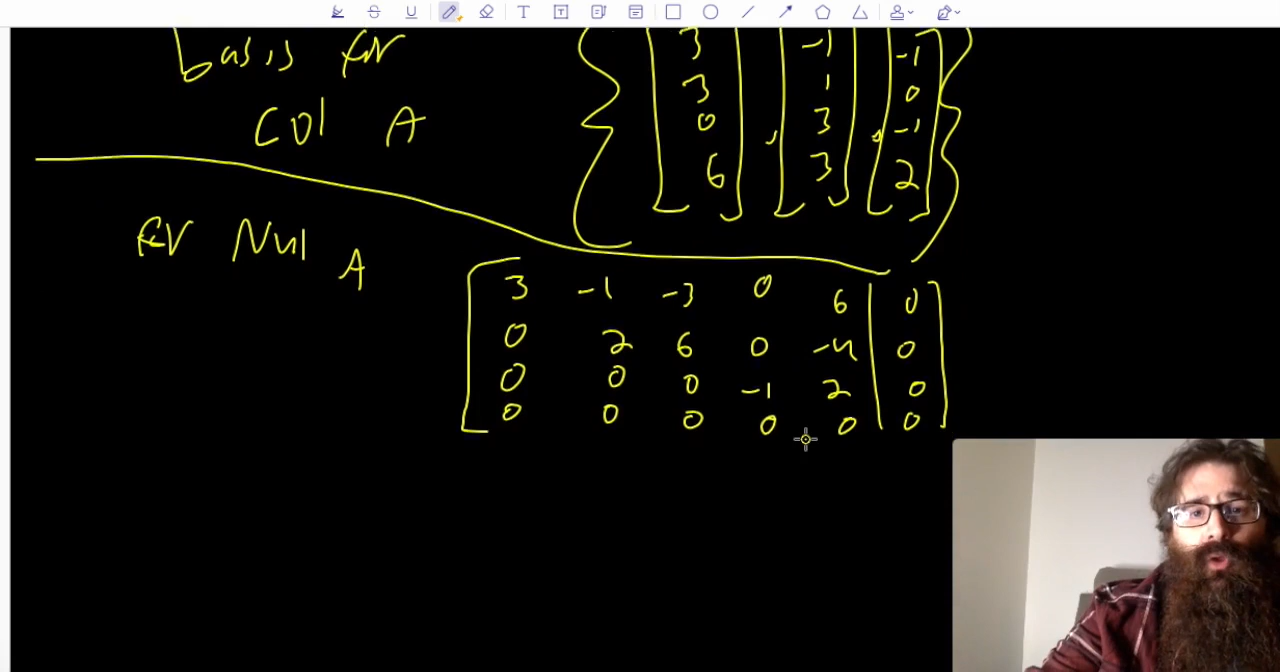 basis for
Col A
3 -1 -1
3 1 0
0 , 3 , -1
6 3 2
for Nul A
3 -1 -3 0 6 | 0
0 2 6 0 -4 | 0
0 0 0 -1 2 | 0
0 0 0 0 0 | 0